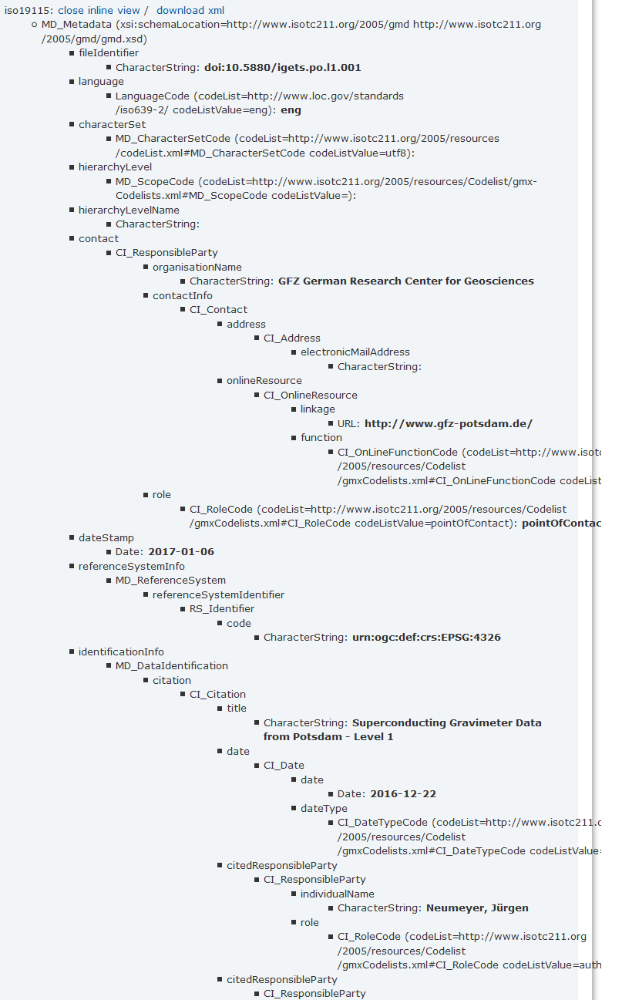 iso19115: close inline view / download xml
MD_Metadata (xsi:schemaLocation=http://www.isotc211.org/2005/gmd http://www.isotc211.org
/2005/gmd/gmd.xsd)
fileIdentifier
CharacterString: doi:10.5880/igets.po.l1.001
language
LanguageCode (codeList=http://www.loc.gov/standards
/iso639-2/ codeListValue=eng): eng
characterSet
MD_CharacterSetCode (codeList=http://www.isotc211.org/2005/resources
/codeList.xml#MD_CharacterSetCode codeListValue=utf8):
hierarchyLevel
MD_ScopeCode (codeList=http://www.isotc211.org/2005/resources/Codelist/gmx-
Codelists.xml#MD_ScopeCode codeListValue=):
hierarchyLevelName
CharacterString:
contact
CI_ResponsibleParty
organisationName
CharacterString: GFZ German Research Center for Geosciences
contactInfo
CI_Contact
address
CI_Address
electronicMailAddress
CharacterString:
onlineResource
CI_OnlineResource
linkage
URL: http://www.gfz-potsdam.de/
function
CI_OnLineFunctionCode (codeList=http://www.isotc
/2005/resources/Codelist
/gmxCodelists.xml#CI_OnLineFunctionCode codeList
role
CI_RoleCode (codeList=http://www.isotc211.org/2005/resources/Codelist
/gmxCodelists.xml#CI_RoleCode codeListValue=pointOfContact): pointOfContac
dateStamp
Date: 2017-01-06
referenceSystemInfo
MD_ReferenceSystem
referenceSystemIdentifier
RS_Identifier
code
CharacterString: urn:ogc:def:crs:EPSG:4326
identificationInfo
MD_DataIdentification
citation
CI_Citation
title
CharacterString: Superconducting Gravimeter Data
from Potsdam - Level 1
date
CI_Date
date
Date: 2016-12-22
dateType
CI_DateTypeCode (codeList=http://www.isotc211.o
/2005/resources/Codelist
/gmxCodelists.xml#CI_DateTypeCode codeListValue=
citedResponsibleParty
CI_ResponsibleParty
individualName
CharacterString: Neumeyer, Jürgen
role
CI_RoleCode (codeList=http://www.isotc211.org
/2005/resources/Codelist
/gmxCodelists.xml#CI_RoleCode codeListValue=auth
citedResponsibleParty
CI_ResponsibleParty